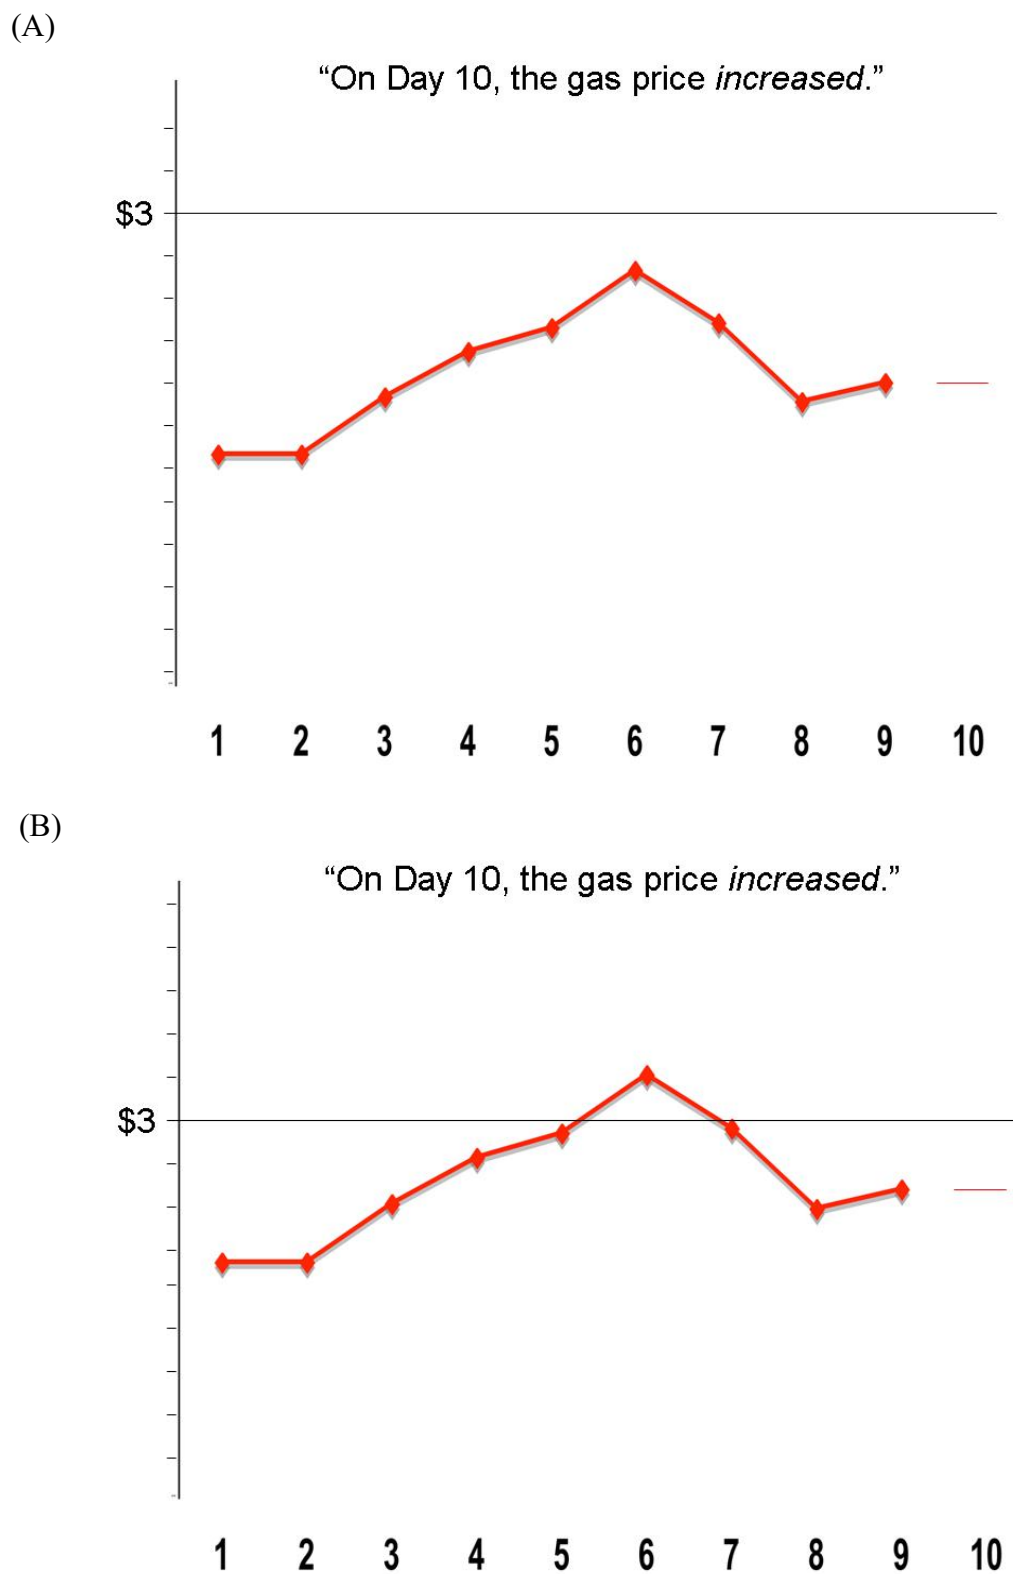 (A)
“On Day 10, the gas price increased.”
$3
1 2 3 4 5 6 7 8 9 10
(B)
“On Day 10, the gas price increased.”
$3
1 2 3 4 5 6 7 8 9 10